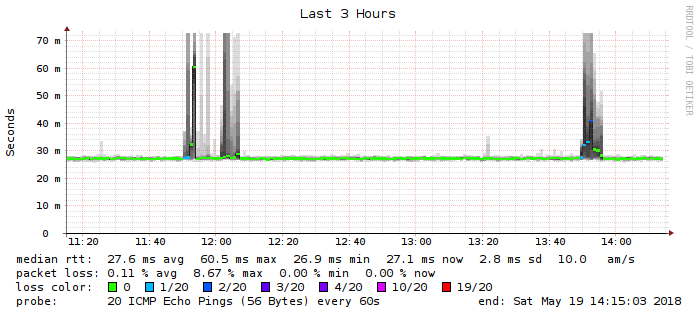 Last 3 Hours
RRDTOOL / TOBI OETIKER
Seconds
70 m
60 m
50 m
40 m
30 m
20 m
10 m
0
11:20 11:40 12:00 12:20 12:40 13:00 13:20 13:40 14:00
median rtt: 27.6 ms avg 60.5 ms max 26.9 ms min 27.1 ms now 2.8 ms sd 10.0 am/s
packet loss: 0.11 % avg 8.67 % max 0.00 % min 0.00 % now
loss color: 0 1/20 2/20 3/20 4/20 10/20 19/20
probe: 20 ICMP Echo Pings (56 Bytes) every 60s end: Sat May 19 14:15:03 2018